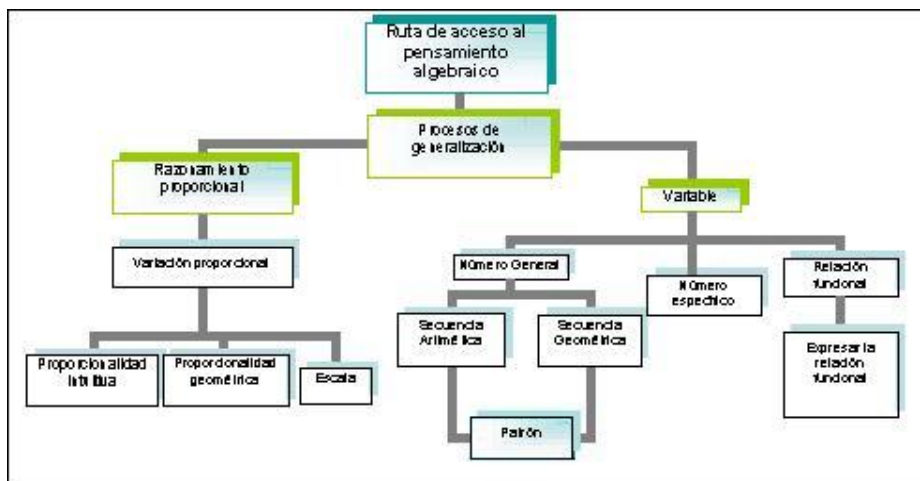 Ruta de acceso al
pensamiento
algebraico
Procesos de
generalización
Razonamiento
proporcional
Variable
Variación proporcional
Número General
Número
específico
Relación
funcional
Secuencia
Aritmética
Secuencia
Geométrica
Expresar la
relación
funcional
Proporcionalidad
intuitiva
Proporcionalidad
geométrica
Escala
Patrón